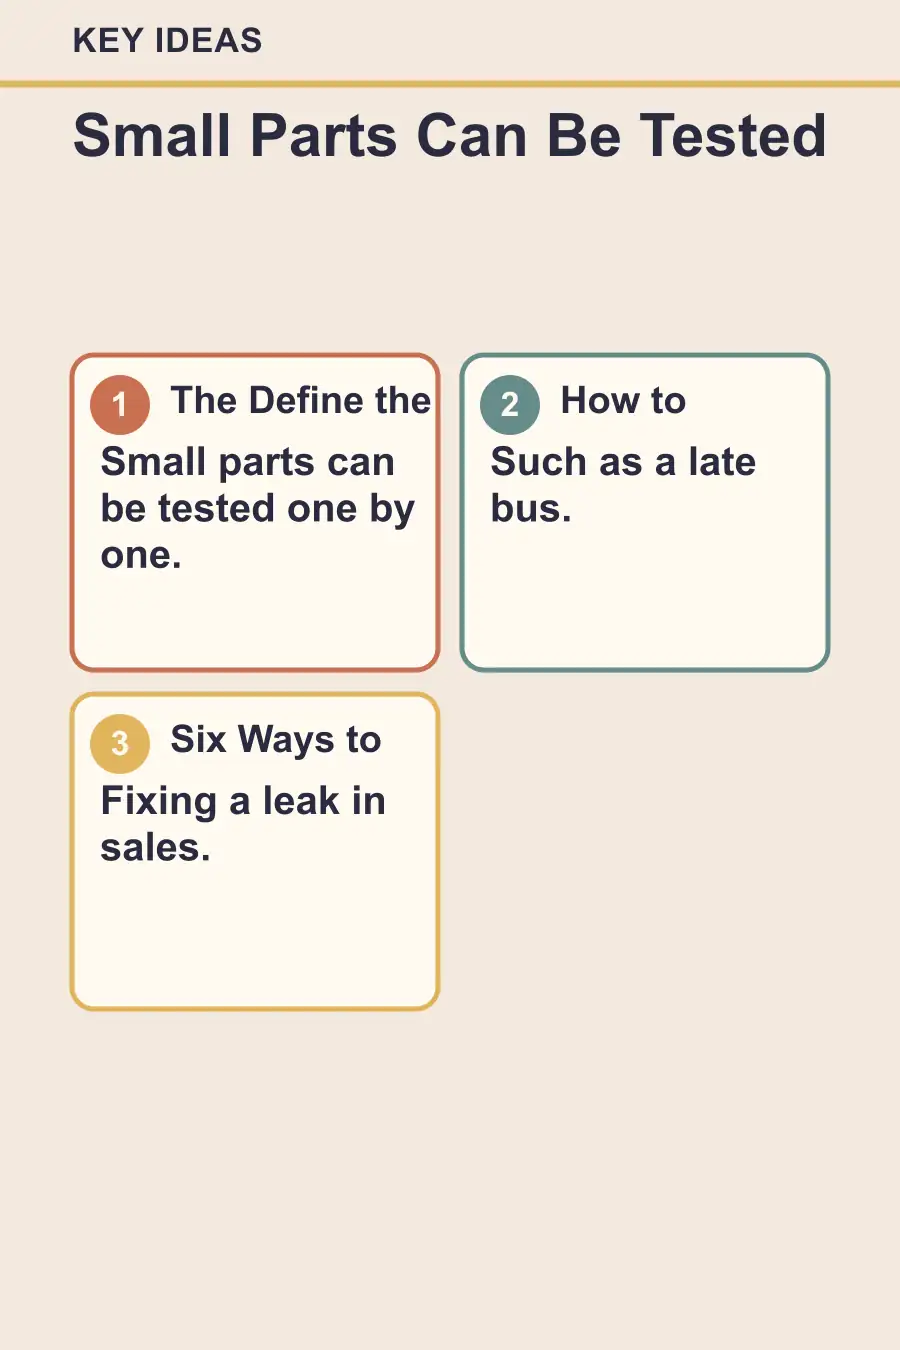 KEY IDEAS
Small Parts Can Be Tested
1 The Define the
Small parts can
be tested one by
one.
2 How to
Such as a late
bus.
3 Six Ways to
Fixing a leak in
sales.